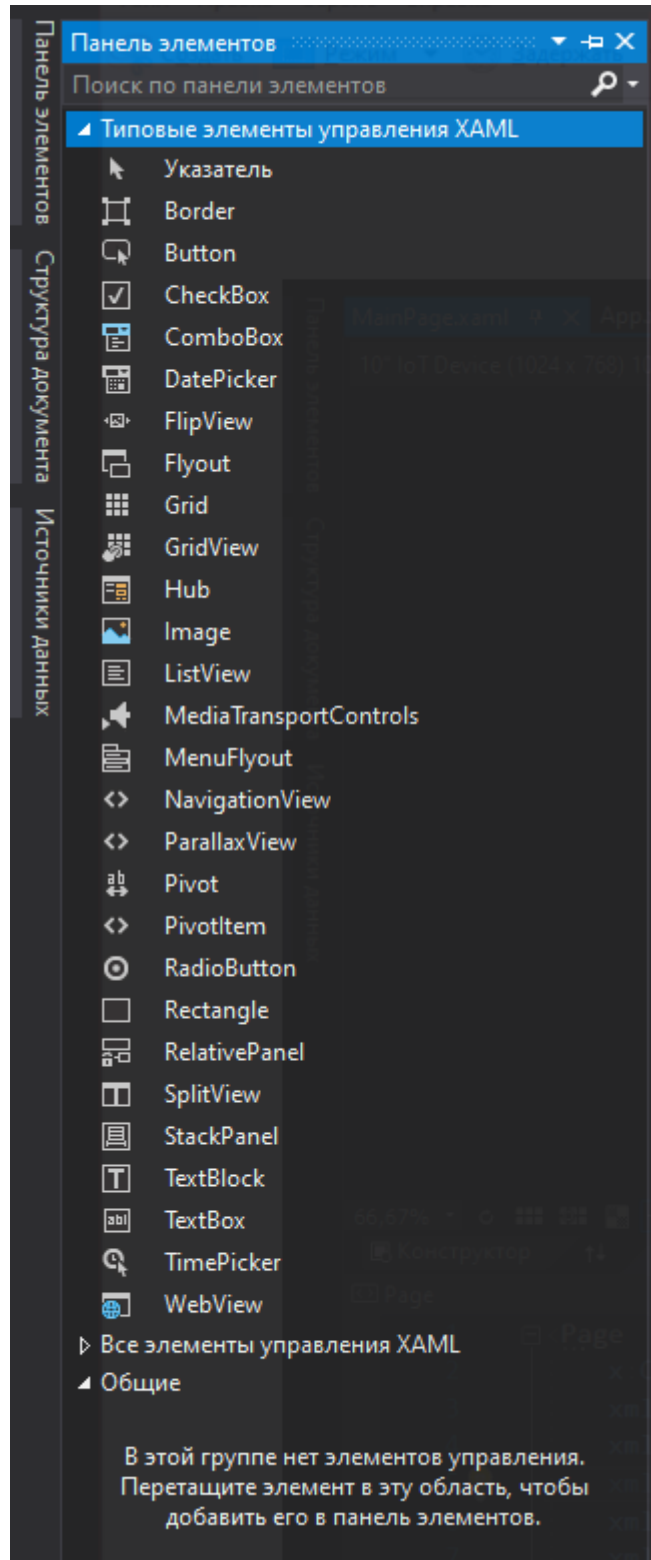 Панель элементов
Структура документа
Источники данных
Панель элементов
Поиск по панели элементов
Типовые элементы управления XAML
Указатель
Border
Button
CheckBox
ComboBox
DatePicker
FlipView
Flyout
Grid
GridView
Hub
Image
ListView
MediaTransportControls
MenuFlyout
NavigationView
ParallaxView
Pivot
PivotItem
RadioButton
Rectangle
RelativePanel
SplitView
StackPanel
TextBlock
TextBox
TimePicker
WebView
Все элементы управления XAML
Общие
В этой группе нет элементов управления.
Перетащите элемент в эту область, чтобы
добавить его в панель элементов.